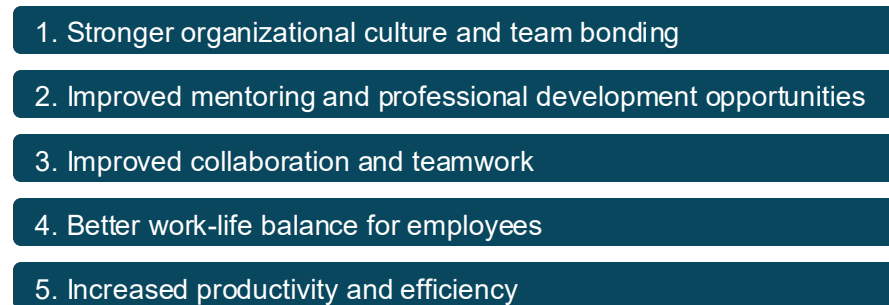 1. Stronger organizational culture and team bonding
2. Improved mentoring and professional development opportunities
3. Improved collaboration and teamwork
4. Better work-life balance for employees
5. Increased productivity and efficiency